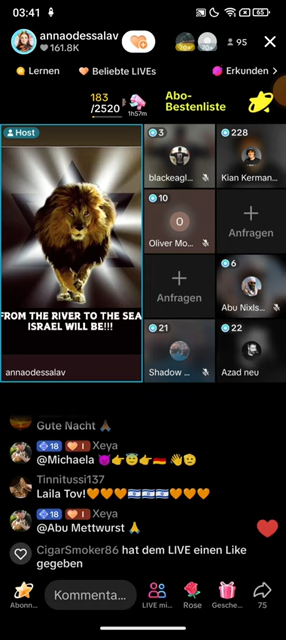 03:41
65
annaodessalav
161.8K
95
Lernen
Beliebte LIVEs
Erkunden >
183
/2520
1h57m
Abo-
Bestenliste
Host
FROM THE RIVER TO THE SEA
ISRAEL WILL BE!!!
annaodessalav
3
blackeagl...
228
Kian Kerman...
10
O
Oliver Mo...
+
Anfragen
+
Anfragen
6
Abu Nixls...
21
Shadow ...
22
Azad neu
Gute Nacht 🙏🏽
18 I Xeya
@Michaela 😈👉😇👉🇩🇪 👋🫡
Tinnitussi137
Laila Tov!🧡🧡🧡🇮🇱🇮🇱🇮🇱🧡🧡🧡
18 I Xeya
@Abu Mettwurst 🙏
CigarSmoker86 hat dem LIVE einen Like
gegeben
Abonn...
Kommenta...
LIVE mi...
Rose
Gesche...
75